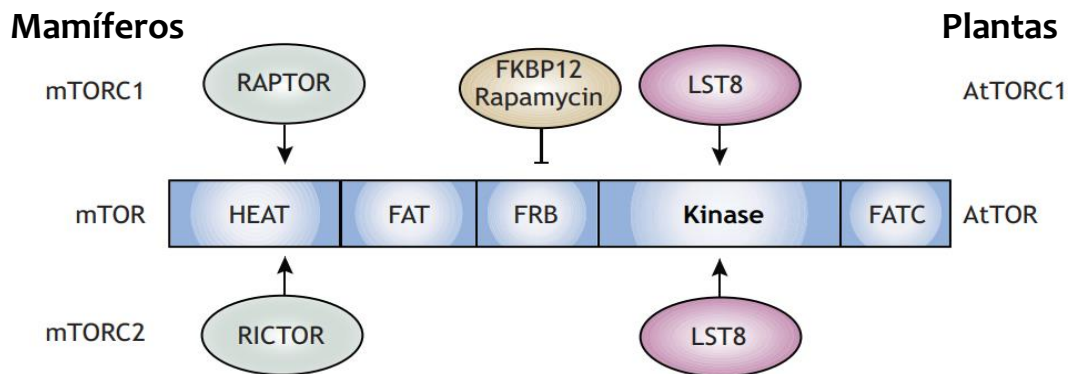 Mamíferos
Plantas
mTORC1
RAPTOR
FKBP12
Rapamycin
LST8
AtTORC1
mTOR
HEAT
FAT
FRB
Kinase
FATC
AtTOR
mTORC2
RICTOR
LST8